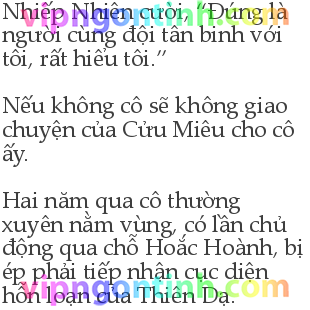 Nhiếp Nhiên cười, “Đúng là
người cùng đội tân binh với
tôi, rất hiểu tôi.”
Nếu không cô sẽ không giao
chuyện của Cửu Miêu cho cô
ấy.
Hai năm qua cô thường
xuyên nằm vùng, có lần chủ
động qua chỗ Hoắc Hoành, bị
ép phải tiếp nhận cục diện
hỗn loạn của Thiên Dạ.
vipngontinh.com
vipngontinh.com